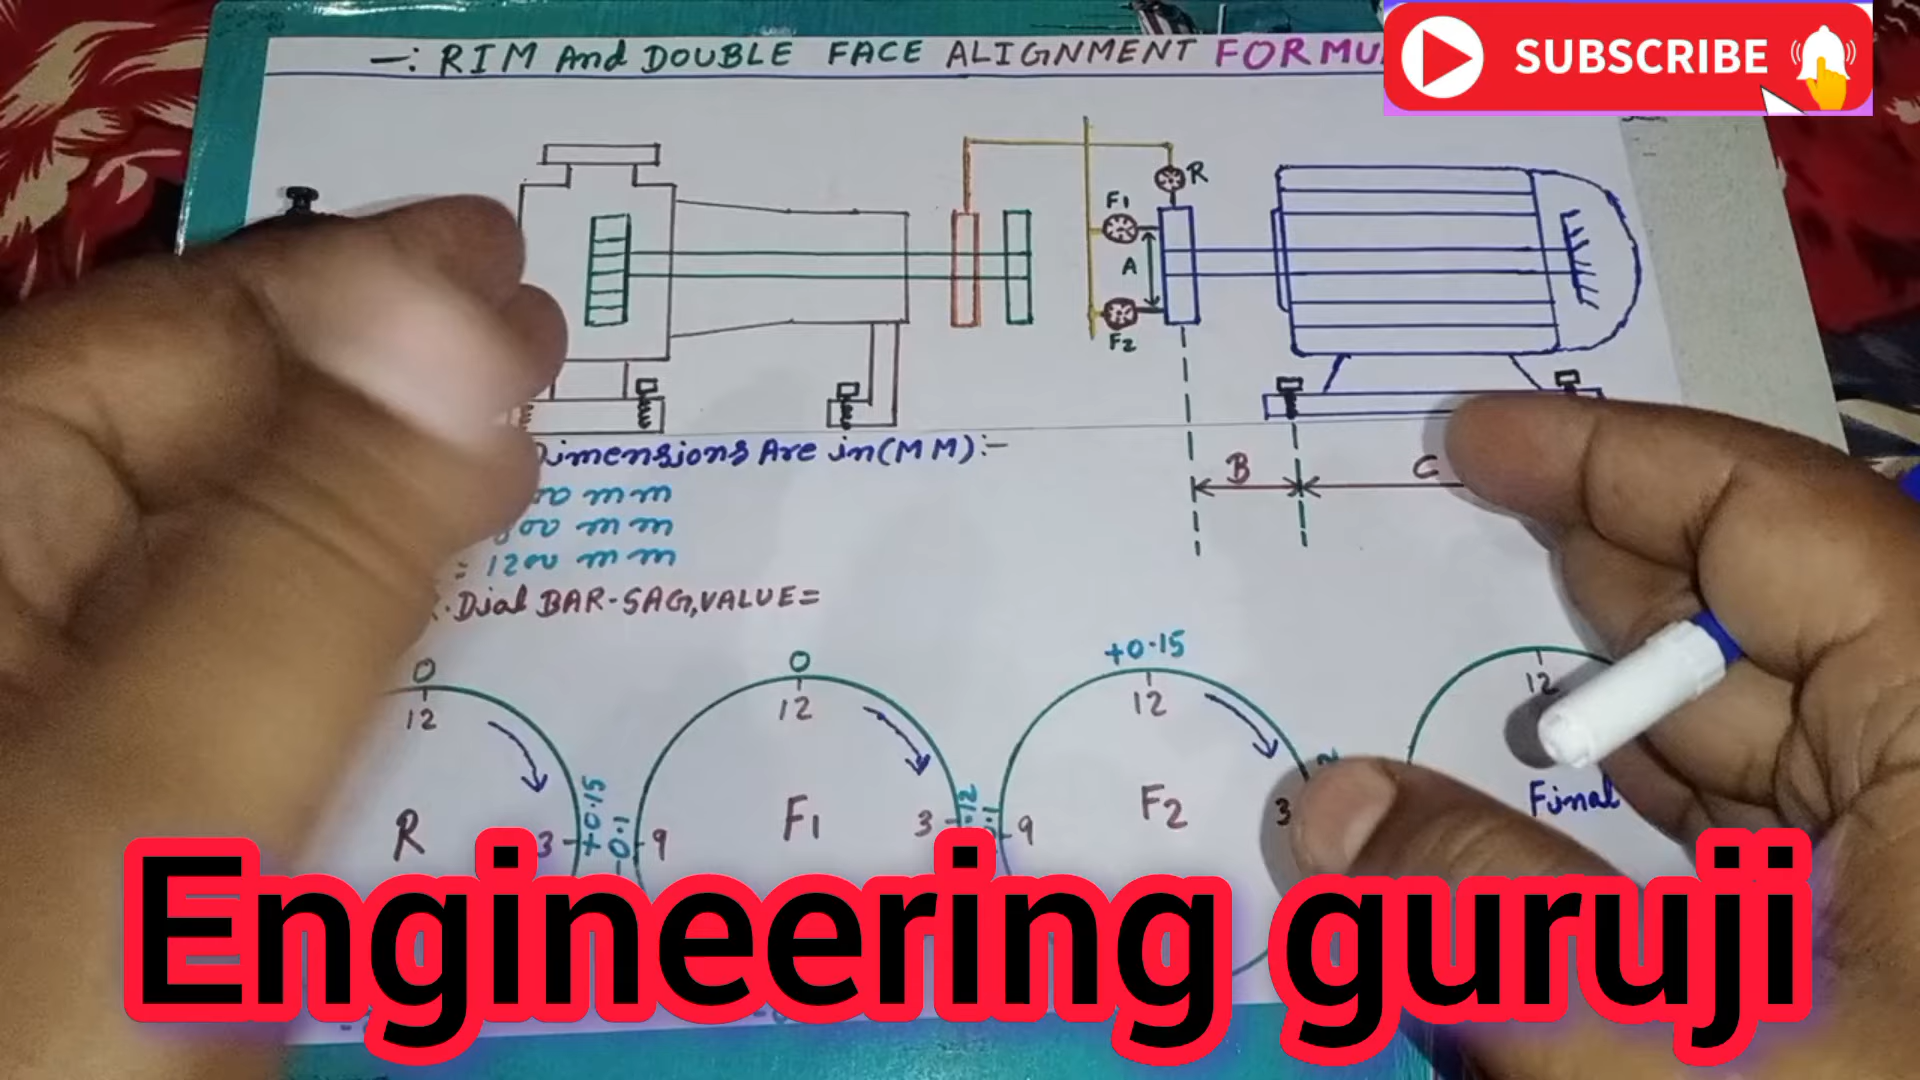 -: RIM And DOUBLE FACE ALIGNMENT FORMU
SUBSCRIBE
R
F1
A
F2
Dimensions Are in (MM):-
00 mm
00 mm
= 1200 mm
B
C
Dial BAR-SAG, VALUE=
0
0
+0.15
12
12
12
12
R
F1
F2
Final
3
+0.15
-0.1
9
3
9
3
Engineering guruji